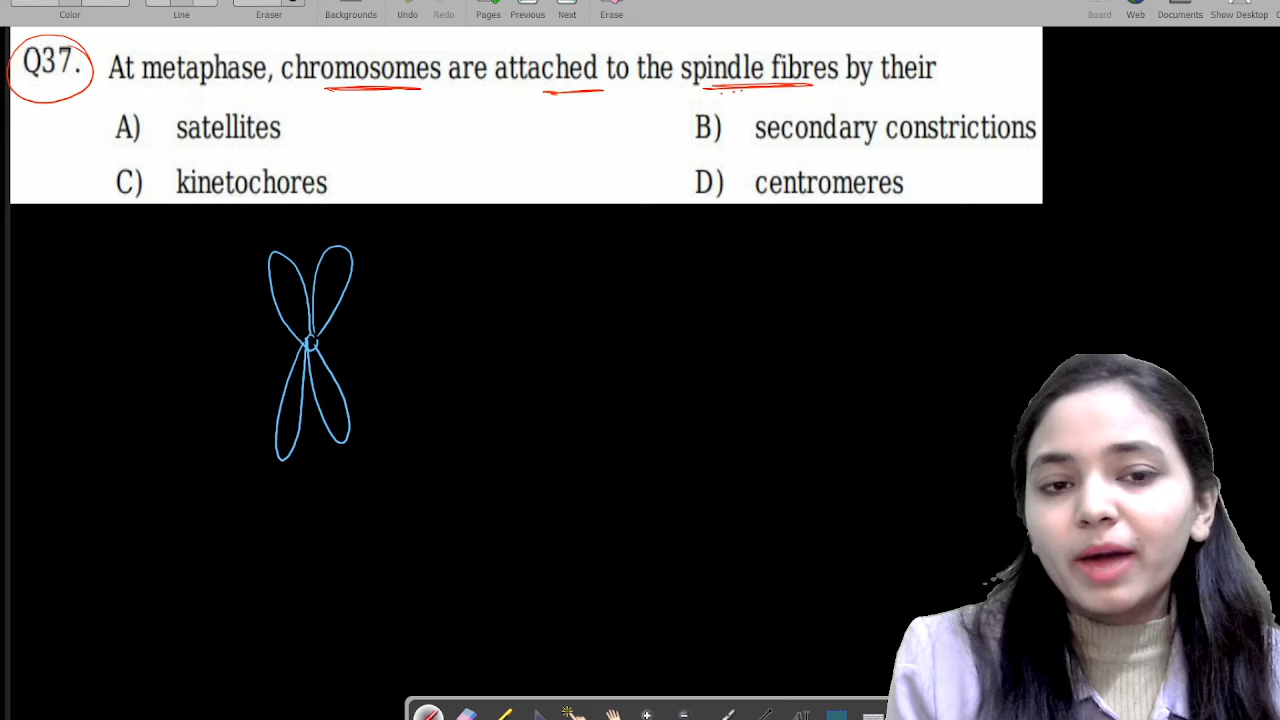 Color Line Eraser Backgrounds Undo Redo Pages Previous Next Erase Board Web Documents Show Desktop
Q37. At metaphase, chromosomes are attached to the spindle fibres by their
A) satellites B) secondary constrictions
C) kinetochores D) centromeres